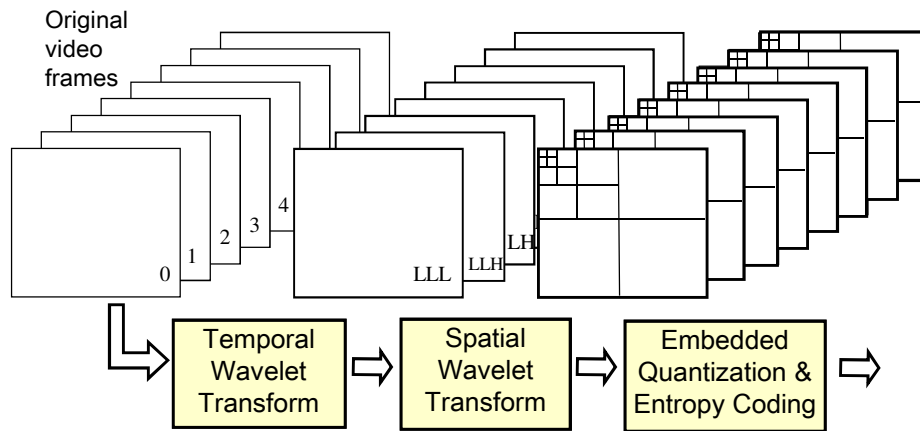 Original
video
frames
0
1
2
3
4
LLL
LLH
LH
Temporal
Wavelet
Transform
Spatial
Wavelet
Transform
Embedded
Quantization &
Entropy Coding